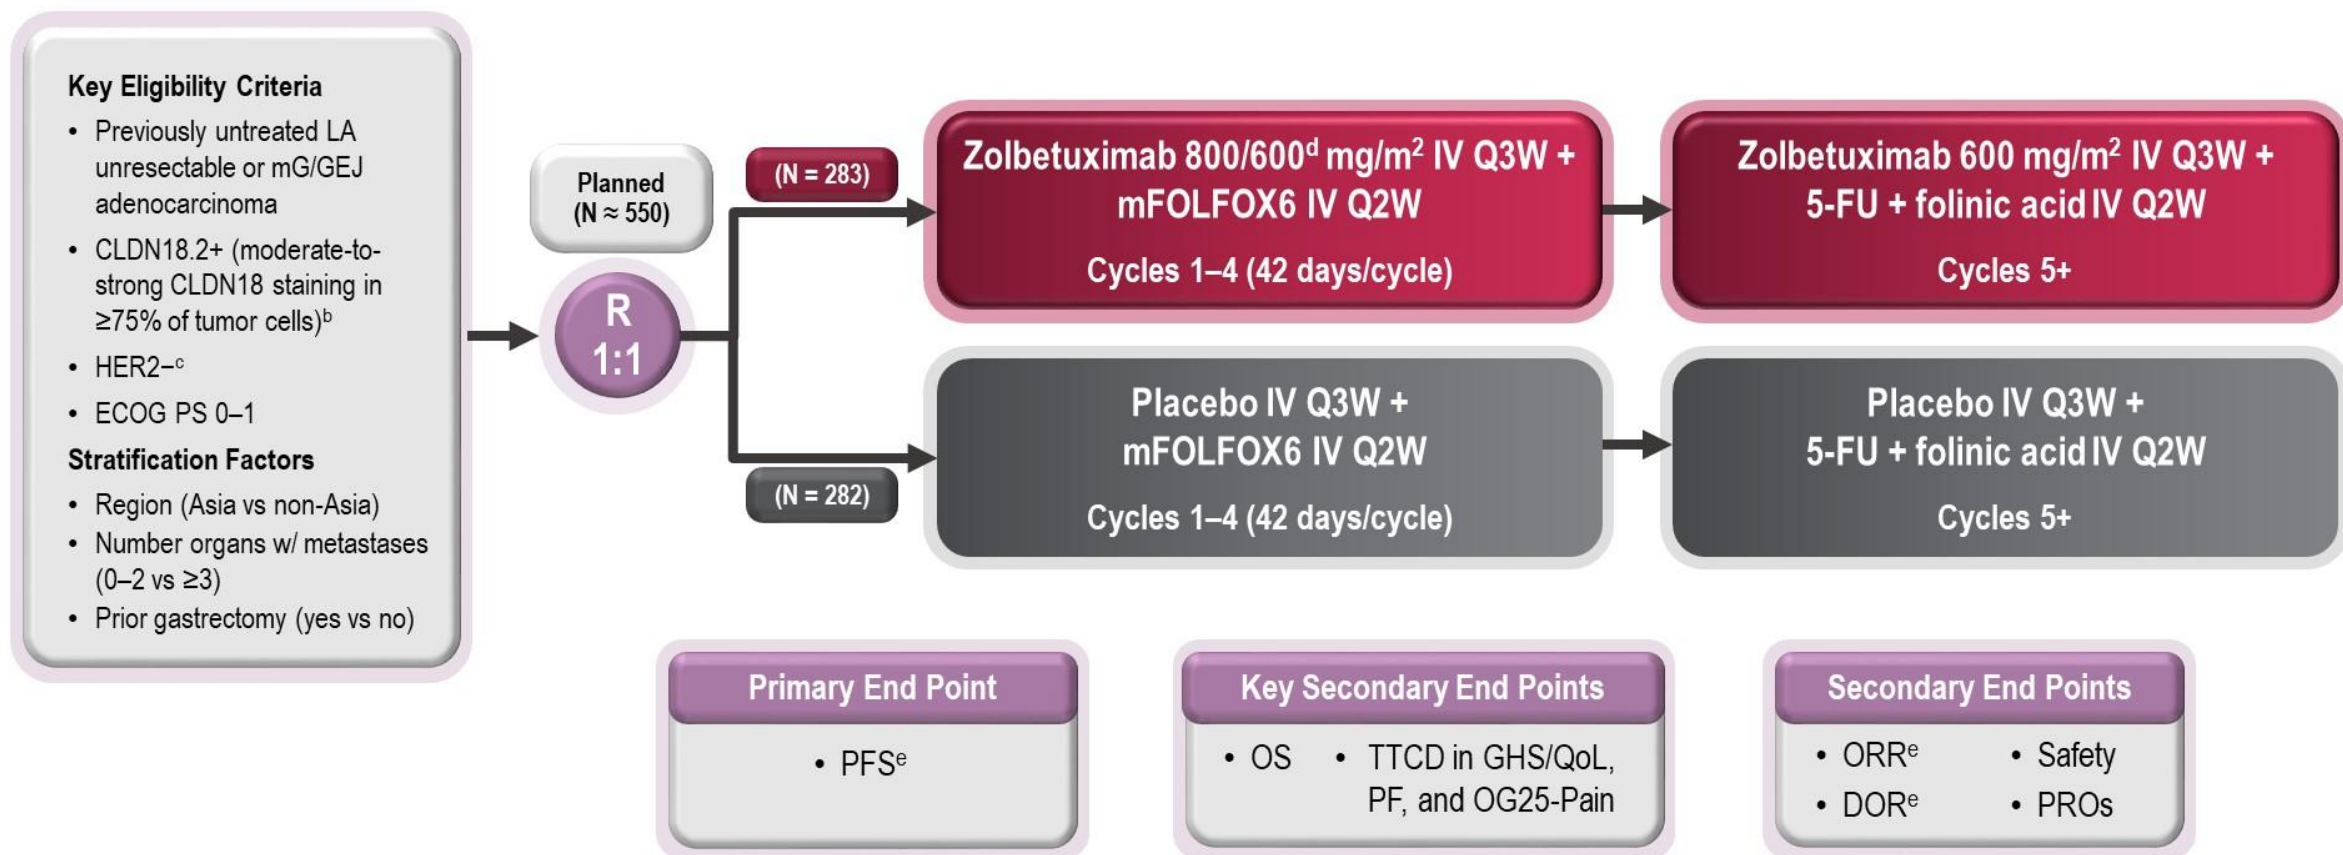 Key Eligibility Criteria
• Previously untreated LA
unresectable or mG/GEJ
adenocarcinoma
• CLDN18.2+ (moderate-to-
strong CLDN18 staining in
≥75% of tumor cells)ᵇ
• HER2−ᶜ
• ECOG PS 0–1
Stratification Factors
• Region (Asia vs non-Asia)
• Number organs w/ metastases
(0–2 vs ≥3)
• Prior gastrectomy (yes vs no)
Planned
(N ≈ 550)
R
1:1
(N = 283)
Zolbetuximab 800/600ᵈ mg/m² IV Q3W +
mFOLFOX6 IV Q2W
Cycles 1–4 (42 days/cycle)
Zolbetuximab 600 mg/m² IV Q3W +
5-FU + folinic acid IV Q2W
Cycles 5+
(N = 282)
Placebo IV Q3W +
mFOLFOX6 IV Q2W
Cycles 1–4 (42 days/cycle)
Placebo IV Q3W +
5-FU + folinic acid IV Q2W
Cycles 5+
Primary End Point
• PFSᵉ
Key Secondary End Points
• OS
• TTCD in GHS/QoL,
PF, and OG25-Pain
Secondary End Points
• ORRᵉ
• DORᵉ
• Safety
• PROs